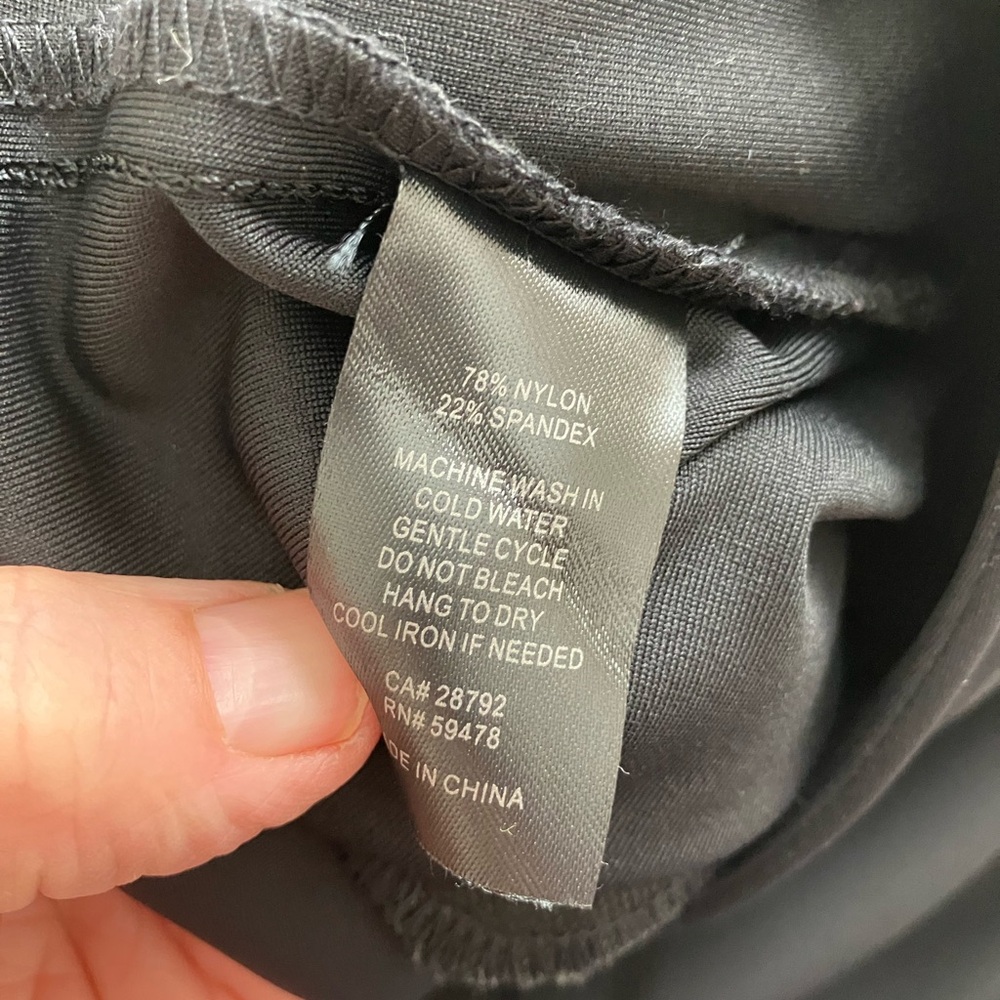 78% NYLON
22% SPANDEX
MACHINE WASH IN
COLD WATER
GENTLE CYCLE
DO NOT BLEACH
HANG TO DRY
COOL IRON IF NEEDED
CA# 28792
RN# 59478
DE IN CHINA